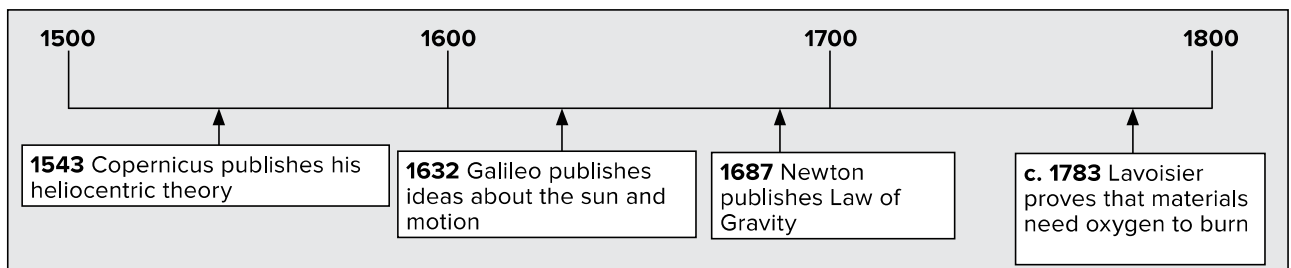 1500 1600 1700 1800
1543 Copernicus publishes his
heliocentric theory
1632 Galileo publishes
ideas about the sun and
motion
1687 Newton
publishes Law of
Gravity
c. 1783 Lavoisier
proves that materials
need oxygen to burn